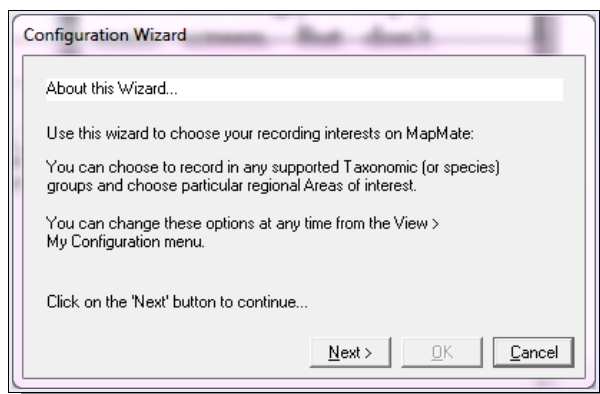 Configuration Wizard
About this Wizard...
Use this wizard to choose your recording interests on MapMate:
You can choose to record in any supported Taxonomic (or species)
groups and choose particular regional Areas of interest.
You can change these options at any time from the View >
My Configuration menu.
Click on the 'Next' button to continue...
Next > OK Cancel